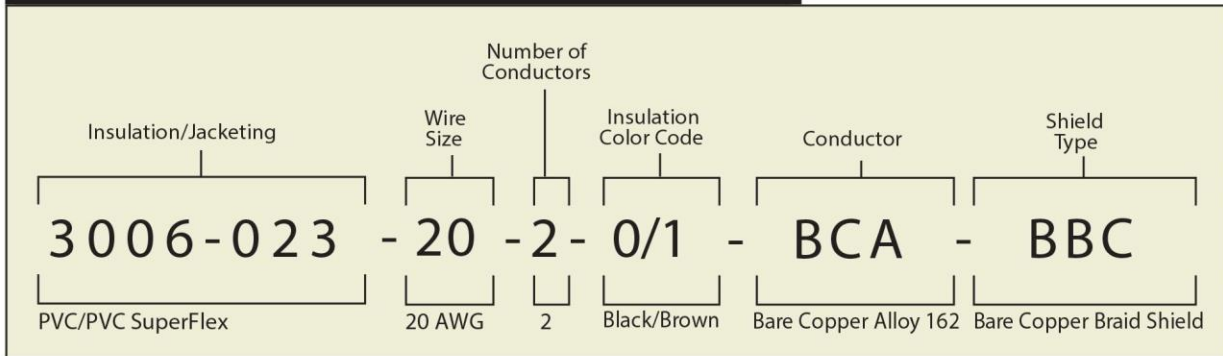 Number of
Conductors
Insulation/Jacketing
Wire
Size
Insulation
Color Code
Conductor
Shield
Type
3006-023 -20 -2- 0/1 - BCA - BBC
PVC/PVC SuperFlex 20 AWG 2 Black/Brown Bare Copper Alloy 162 Bare Copper Braid Shield